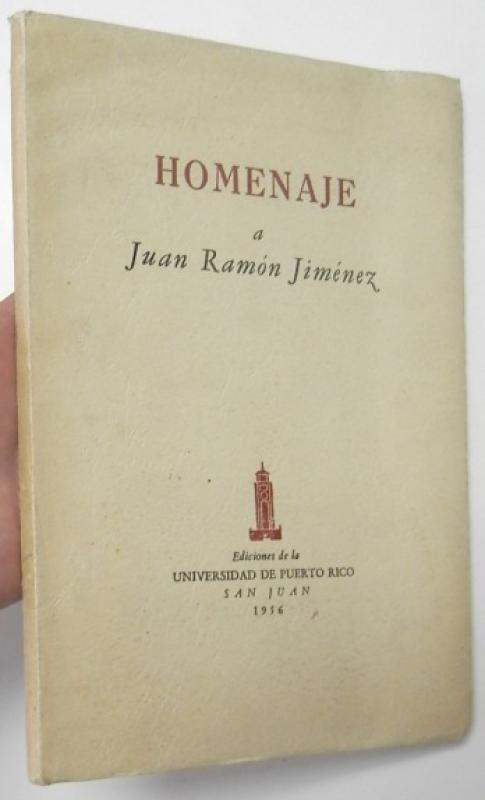 HOMENAJE
a
Juan Ramón Jiménez
Ediciones de la
UNIVERSIDAD DE PUERTO RICO
SAN JUAN
1956